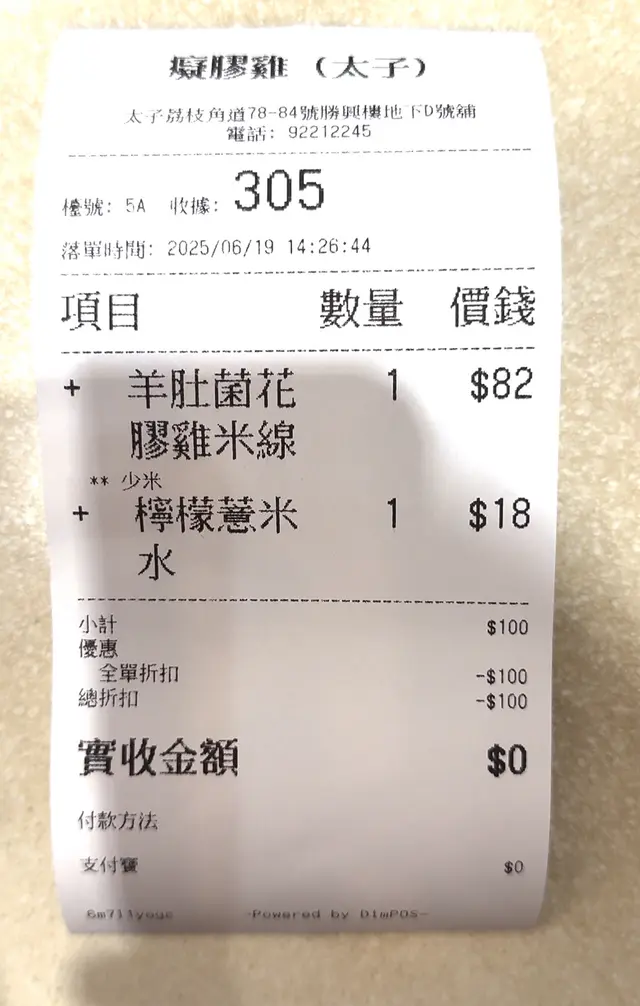 癡膠雞（太子）
太子荔枝角道78-84號勝興樓地下D號舖
電話: 92212245
檯號: 5A 收據: 305
落單時間: 2025/06/19 14:26:44
項目 數量 價錢
+ 羊肚菌花 1 $82
膠雞米線
** 少米
+ 檸檬薏米 1 $18
水
小計 $100
優惠
全單折扣 -$100
總折扣 -$100
實收金額 $0
付款方法
支付寶 $0
-Powered by DimPOS-